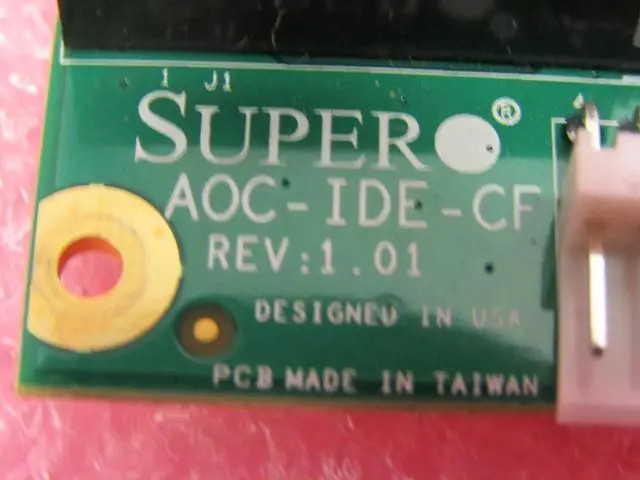 1 J1
SUPER®
AOC-IDE-CF
REV:1.01
DESIGNED IN USA
PCB MADE IN TAIWAN